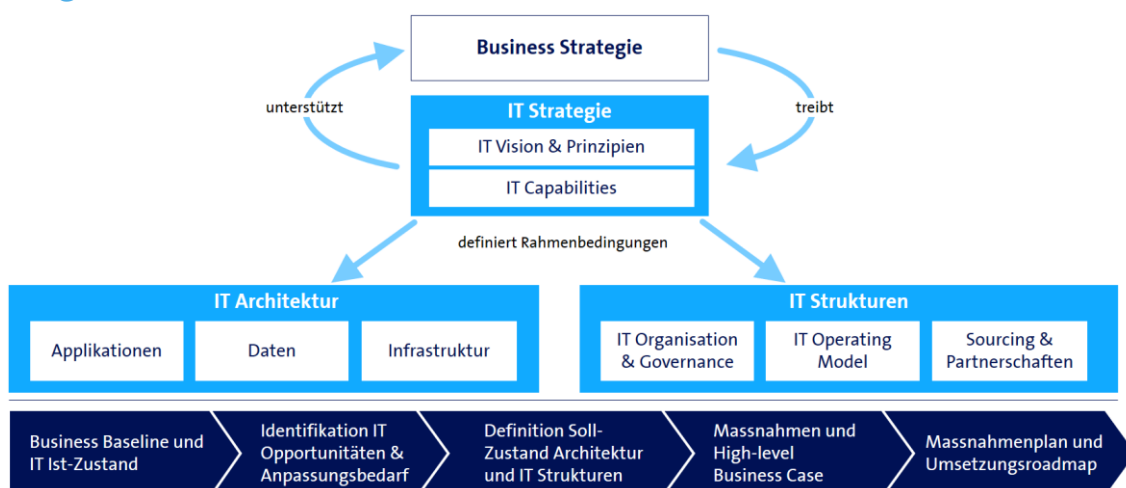 Business Strategie
unterstützt
treibt
IT Strategie
IT Vision & Prinzipien
IT Capabilities
definiert Rahmenbedingungen
IT Architektur
Applikationen
Daten
Infrastruktur
IT Strukturen
IT Organisation
& Governance
IT Operating
Model
Sourcing &
Partnerschaften
Business Baseline und
IT Ist-Zustand
Identifikation IT
Opportunitäten &
Anpassungsbedarf
Definition Soll-
Zustand Architektur
und IT Strukturen
Massnahmen und
High-level
Business Case
Massnahmenplan und
Umsetzungsroadmap